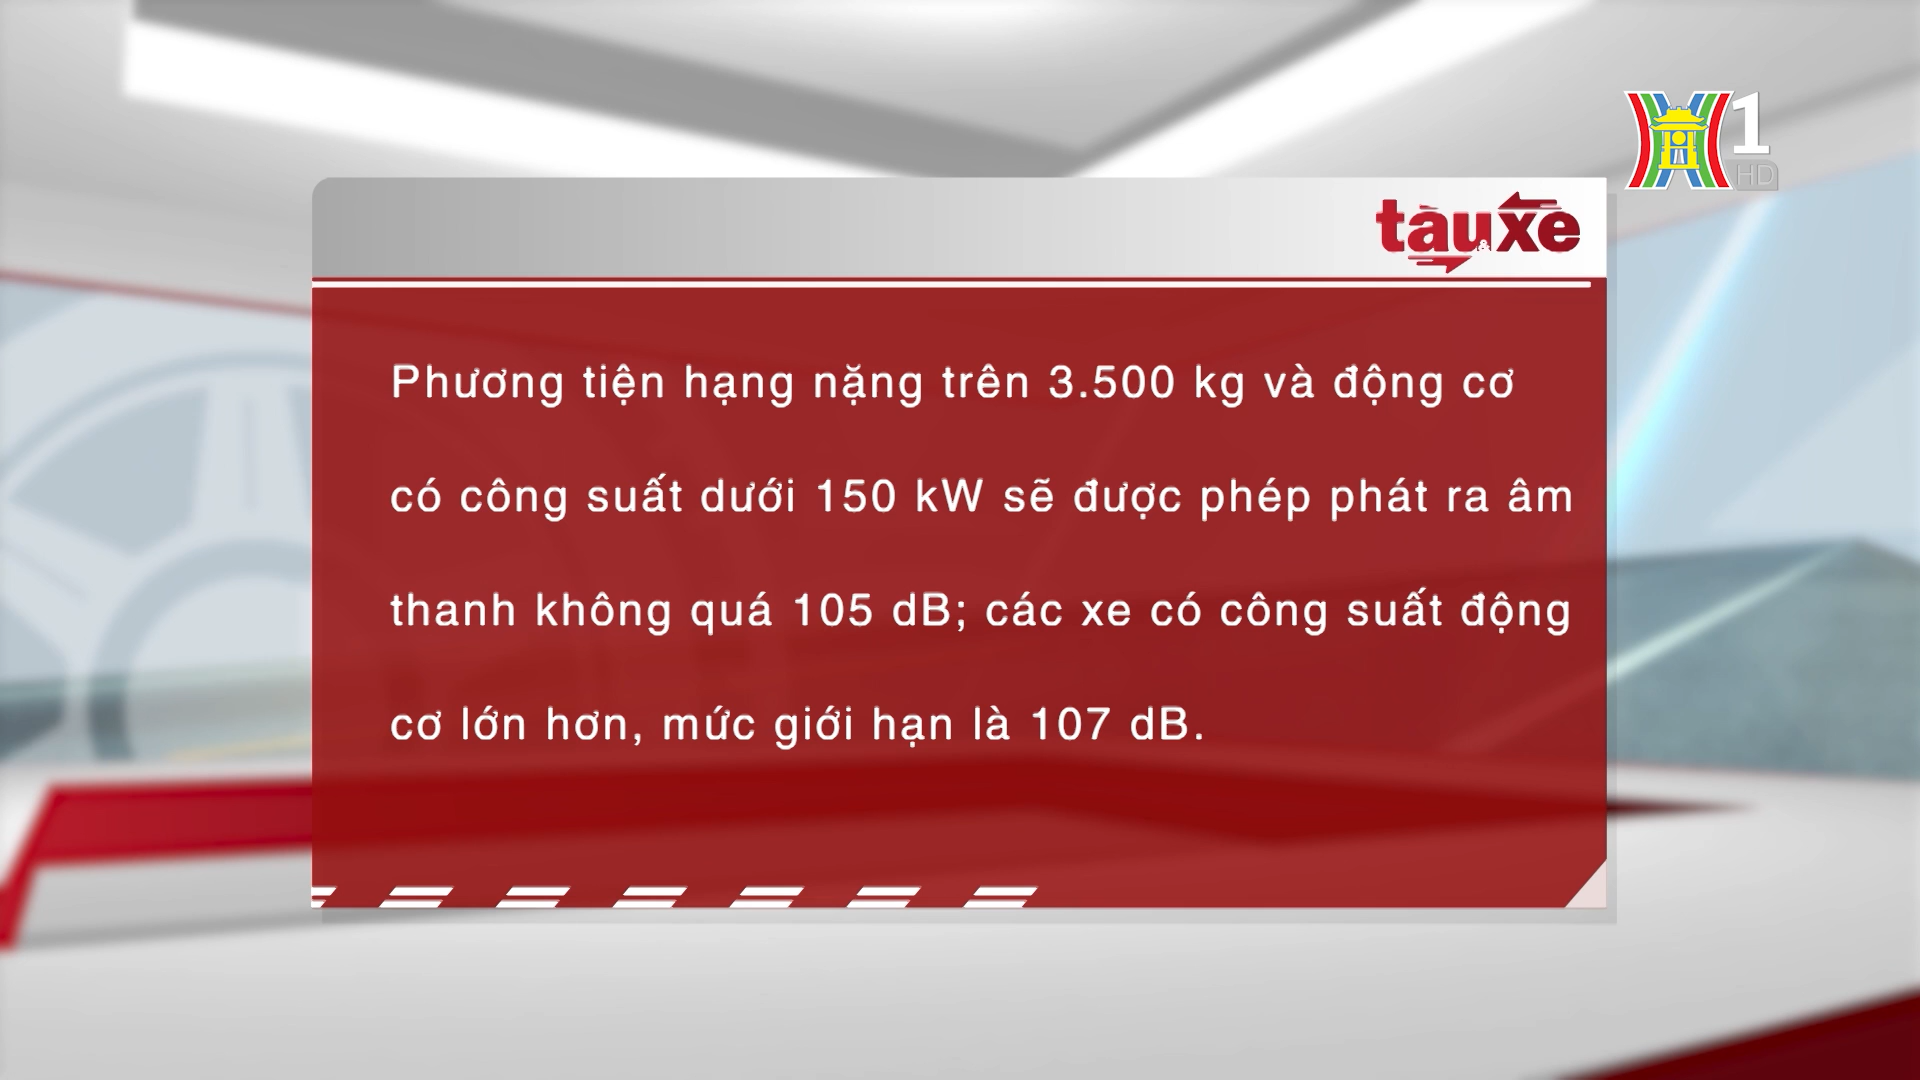 1
HD
tàu&xe
Phương tiện hạng nặng trên 3.500 kg và động cơ
có công suất dưới 150 kW sẽ được phép phát ra âm
thanh không quá 105 dB; các xe có công suất động
cơ lớn hơn, mức giới hạn là 107 dB.